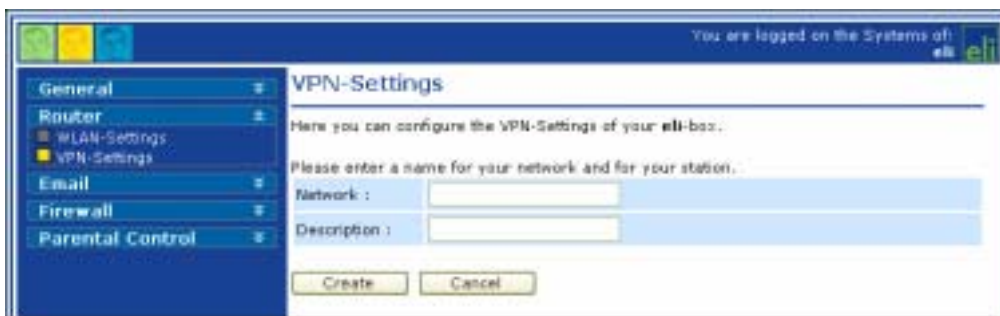 You are logged on the Systems of:
eli
eli
General
Router
WLAN-Settings
VPN-Settings
Email
Firewall
Parental Control
VPN-Settings
Here you can configure the VPN-Settings of your eli-box.
Please enter a name for your network and for your station.
Network :
Description :
Create Cancel